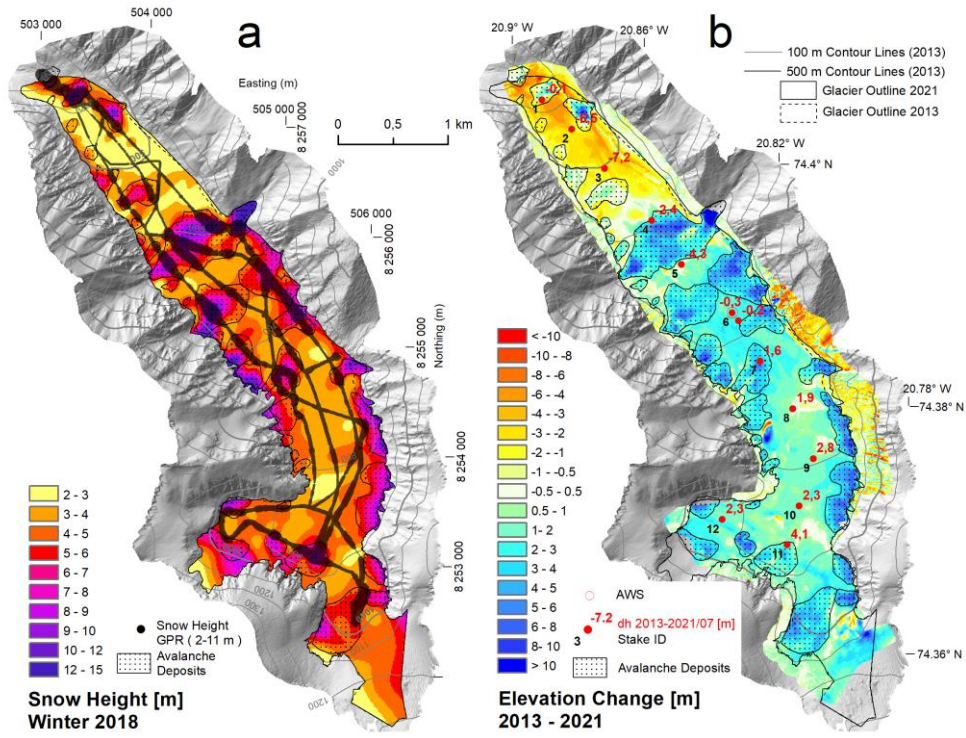 503 000
504 000
a
Easting (m)
505 000
8 257 000
0
0,5
1 km
1000
900
506 000
8 256 000
8 255 000
Northing (m)
8 254 000
8 253 000
1200
1300
1100
1200
2 - 3
3 - 4
4 - 5
5 - 6
6 - 7
7 - 8
8 - 9
9 - 10
10 - 12
12 - 15
Snow Height
GPR ( 2-11 m )
Avalanche
Deposits
Snow Height [m]
Winter 2018
20.9° W
20.86° W
b
100 m Contour Lines (2013)
500 m Contour Lines (2013)
Glacier Outline 2021
Glacier Outline 2013
20.82° W
74.4° N
20.78° W
74.38° N
74.36° N
-0,1
1
-6,5
2
-7,2
3
-2,4
4
5
-0,3
-0,2
6
1,6
7
1,9
8
2,8
9
2,3
10
2,3
12
4,1
11
< -10
-10 - -8
-8 - -6
-6 - -4
-4 - -3
-3 - -2
-2 - -1
-1 - -0.5
-0.5 - 0.5
0.5 - 1
1- 2
2 - 3
3 - 4
4 - 5
5 - 6
6 - 8
8- 10
> 10
AWS
-7.2
dh 2013-2021/07 [m]
3
Stake ID
Avalanche Deposits
Elevation Change [m]
2013 - 2021